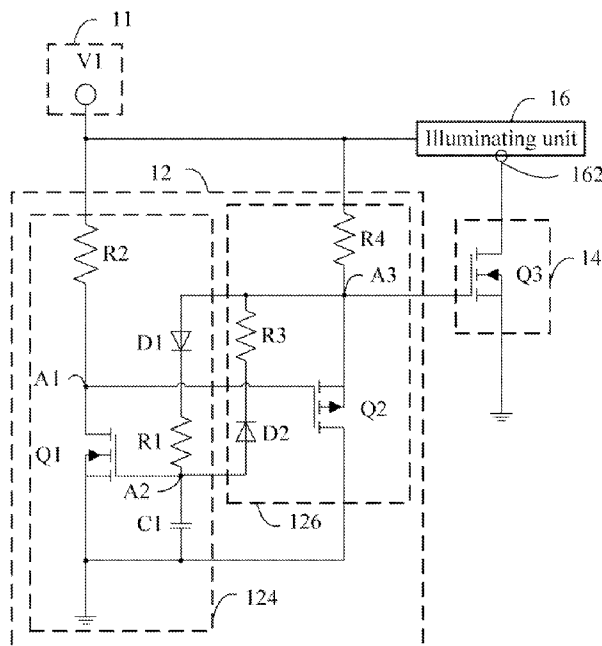 11
V1
16
Illuminating unit
12
162
R2
R4
14
A3
Q3
D1
R3
A1
Q2
R1
D2
Q1
A2
C1
126
124